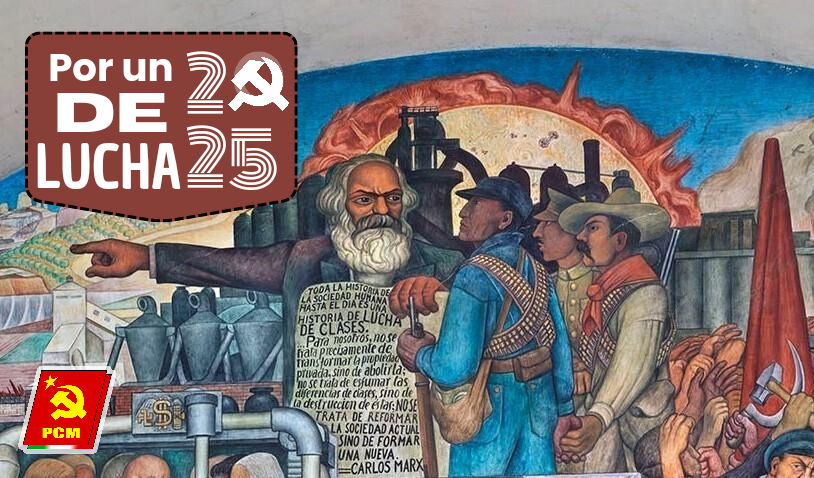 Por un
DE
LUCHA
20
25
TODA LA HISTORIA DE
LA SOCIEDAD HUMANA
HASTA EL DIA ES UNA
HISTORIA DE LUCHA
DE CLASES.
Para nosotros, no se
trata precisamente de
transformar la propiedad
privada, sino de abolirla;
no se trata de esfumar las
diferencias de clases, sino de
la destruccion de éstas; NO SE
TRATA DE REFORMAR
LA SOCIEDAD ACTUAL
SINO DE FORMAR
UNA NUEVA.
=CARLOS MARX
PCM